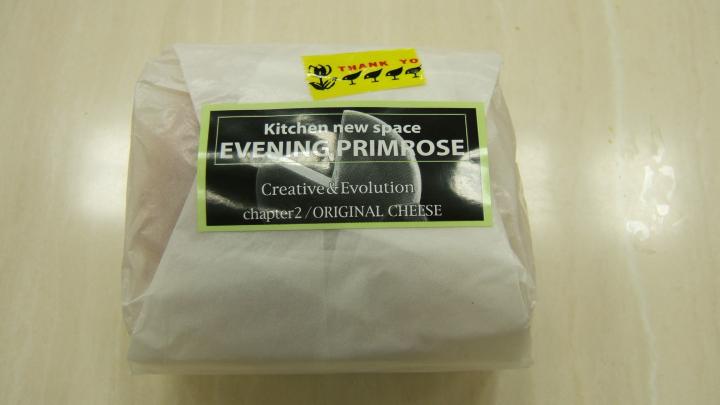 THANK YO
Kitchen new space
EVENING PRIMROSE
Creative&Evolution
chapter2/ORIGINAL CHEESE